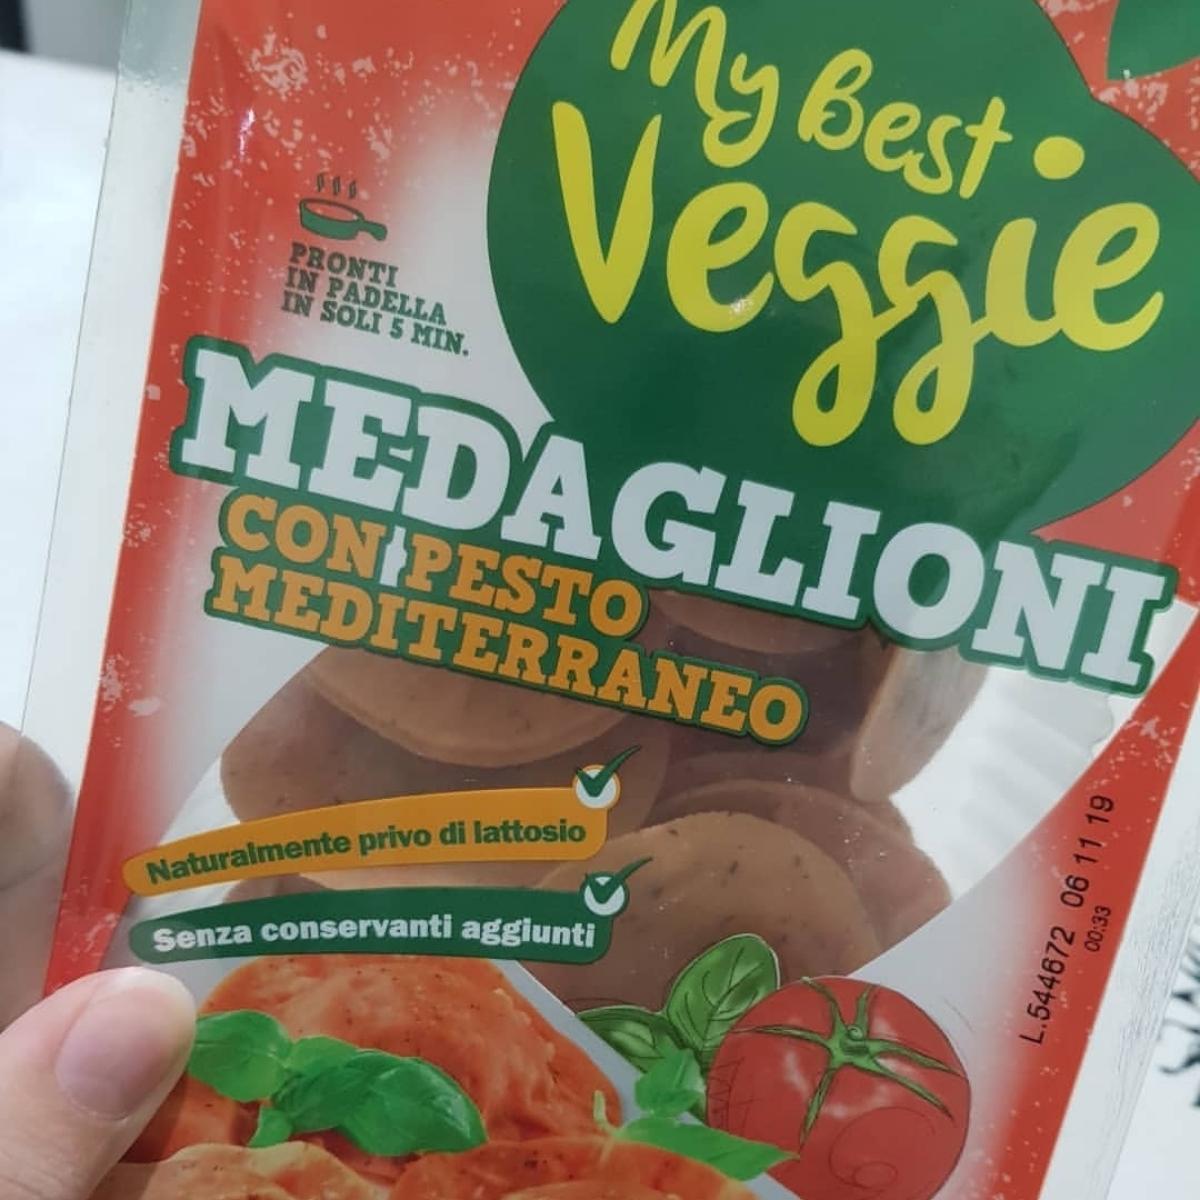 My Best
Veggie
PRONTI
IN PADELLA
IN SOLI 5 MIN.
MEDAGLIONI
CON PESTO
MEDITERRANEO
Naturalmente privo di lattosio
Senza conservanti aggiunti
L.544672 06 11 19
00:33